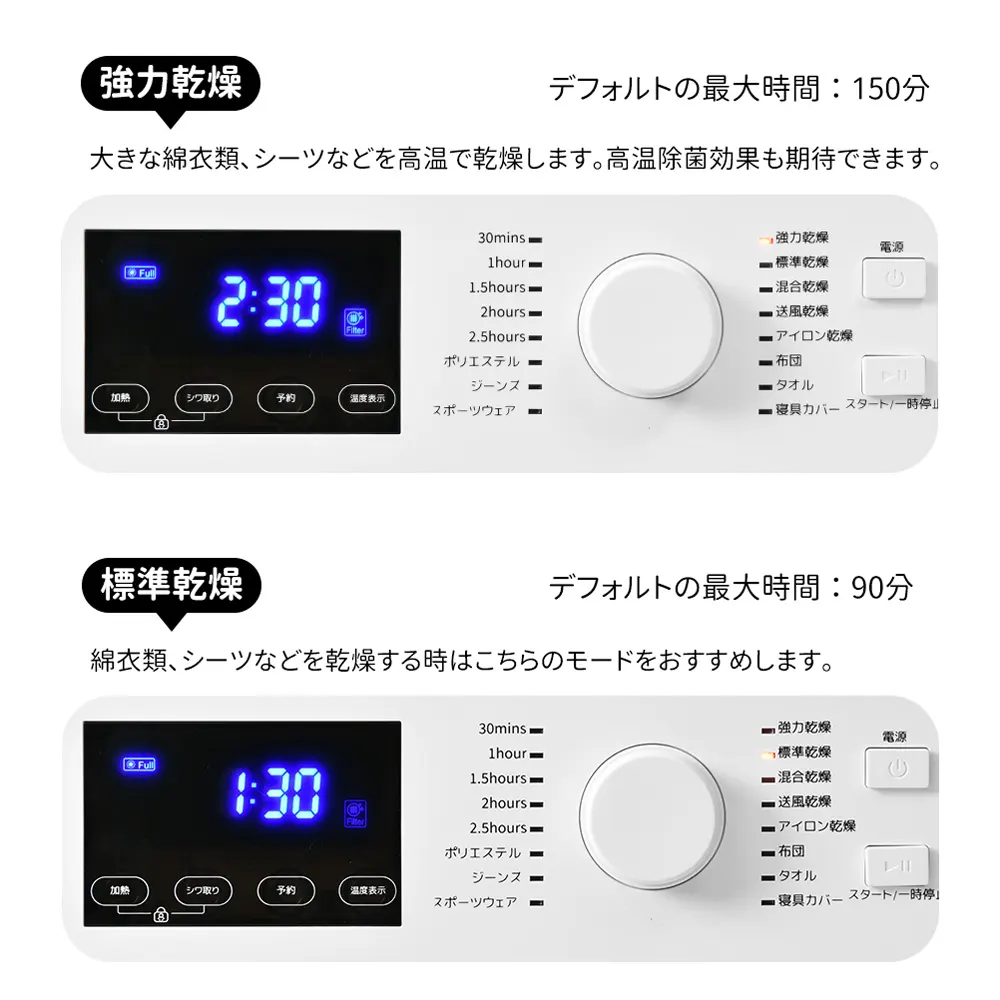 強力乾燥
デフォルトの最大時間：150分
大きな綿衣類、シーツなどを高温で乾燥します。高温除菌効果も期待できます。
Full
2:30
Filter
加熱
シワ取り
予約
温度表示
30mins
1hour
1.5hours
2hours
2.5hours
ポリエステル
ジーンズ
スポーツウェア
強力乾燥
標準乾燥
混合乾燥
送風乾燥
アイロン乾燥
布団
タオル
寝具カバー
電源
スタート/一時停止
標準乾燥
デフォルトの最大時間：90分
綿衣類、シーツなどを乾燥する時はこちらのモードをおすすめします。
Full
1:30
Filter
加熱
シワ取り
予約
温度表示
30mins
1hour
1.5hours
2hours
2.5hours
ポリエステル
ジーンズ
スポーツウェア
強力乾燥
標準乾燥
混合乾燥
送風乾燥
アイロン乾燥
布団
タオル
寝具カバー
電源
スタート/一時停止